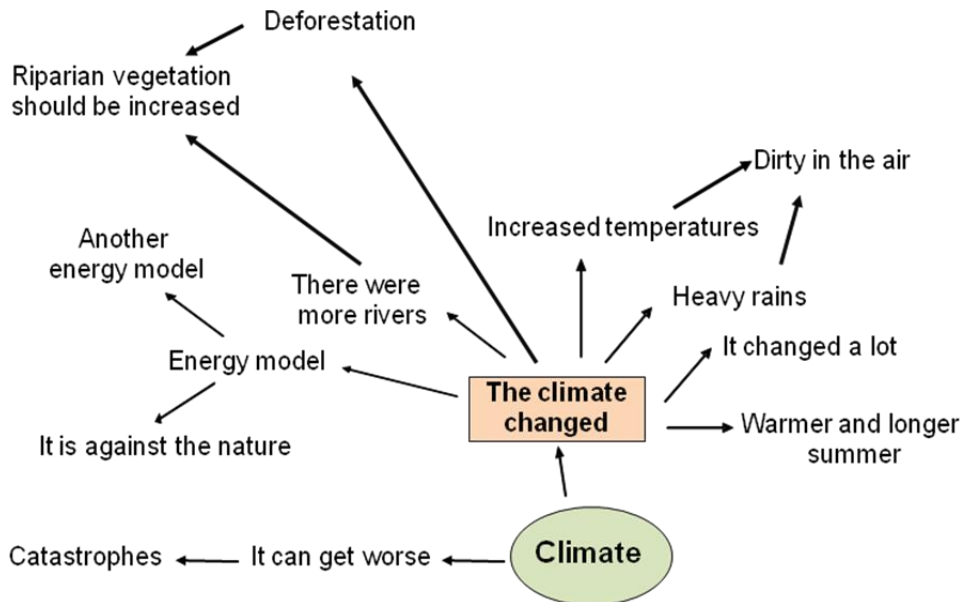 Deforestation
Riparian vegetation
should be increased
Dirty in the air
Increased temperatures
Another
energy model
There were
more rivers
Heavy rains
It changed a lot
Energy model
The climate
changed
Warmer and longer
summer
It is against the nature
Climate
It can get worse
Catastrophes